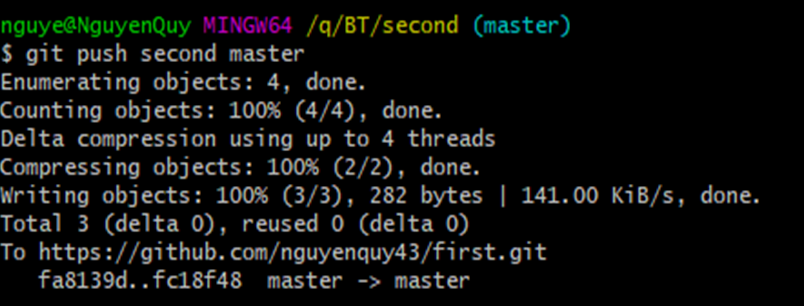 nguye@NguyenQuy MINGW64 /q/BT/second (master)
$ git push second master
Enumerating objects: 4, done.
Counting objects: 100% (4/4), done.
Delta compression using up to 4 threads
Compressing objects: 100% (2/2), done.
Writing objects: 100% (3/3), 282 bytes | 141.00 KiB/s, done.
Total 3 (delta 0), reused 0 (delta 0)
To https://github.com/nguyenquy43/first.git
   fa8139d..fc18f48  master -> master